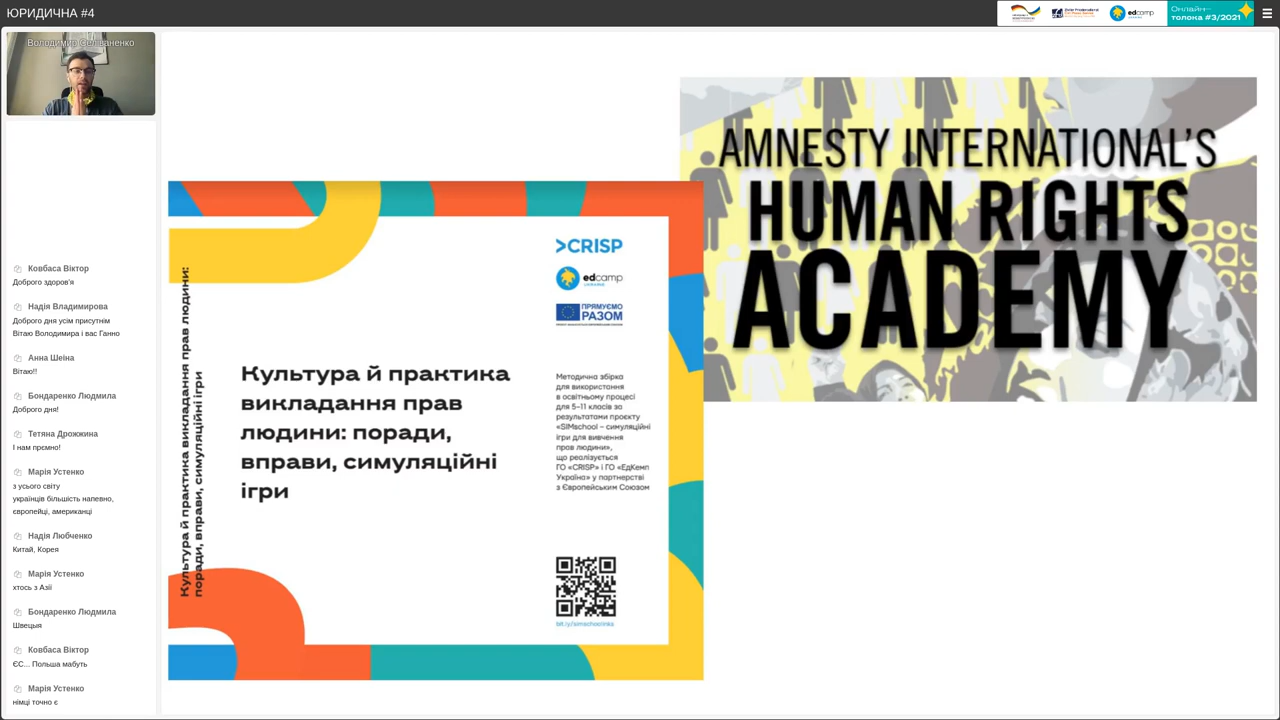 ЮРИДИЧНА #4
edcamp
Онлайн—
толока #3/2021
Володимир Селіваненко
Ковбаса Віктор
Доброго здоров'я
Надія Владимирова
Доброго дня усім присутнім
Вітаю Володимира і вас Ганно
Анна Шеіна
Вітаю!!
Бондаренко Людмила
Доброго дня!
Тетяна Дрожжина
І нам прємно!
Марія Устенко
з усього світу
українців більшість напевно,
європейці, американці
Надія Любченко
Китай, Корея
Марія Устенко
хтось з Азії
Бондаренко Людмила
Швецыя
Ковбаса Віктор
ЄС... Польша мабуть
Марія Устенко
німці точно є
Культура й практика викладання прав людини:
поради, вправи, симуляційні ігри
Культура й практика
викладання прав
людини: поради,
вправи, симуляційні
ігри
>CRISP
edcamp
ПРЯМУЄМО
РАЗОМ
Методична збірка
для використання
в освітньому процесі
для 5–11 класів за
результатами проєкту
«SIMschool – симуляційні
ігри для вивчення
прав людини»,
що реалізується
ГО «CRISP» і ГО «ЕдКемп
Україна» у партнерстві
з Європейським Союзом
bit.ly/simschoolinks
AMNESTY INTERNATIONAL'S
HUMAN RIGHTS
ACADEMY